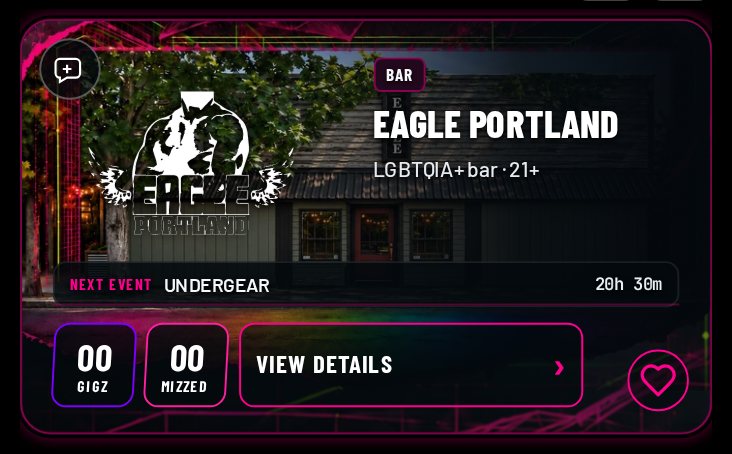 BAR
EAGLE PORTLAND
LGBTQIA+ bar · 21+
EAGLE
PORTLAND
NEXT EVENT UNDERGEAR 20h 30m
00
GIGZ
00
MIZZED
VIEW DETAILS ›